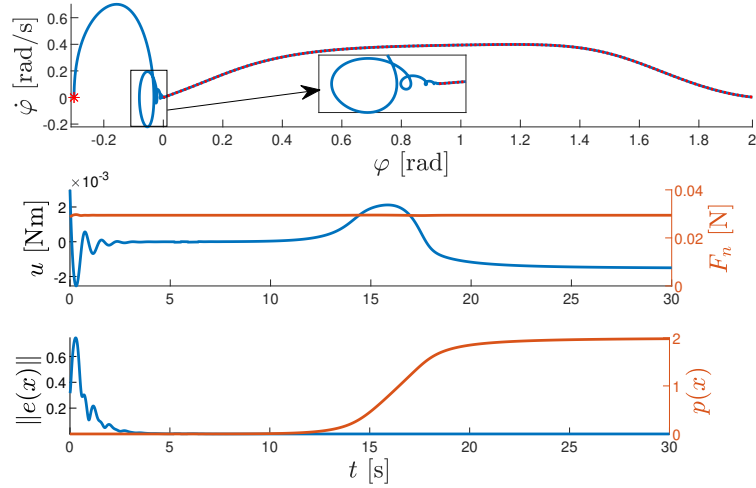 φ̇ [rad/s]
0.6
0.4
0.2
0
-0.2
-0.2 0 0.2 0.4 0.6 0.8 1 1.2 1.4 1.6 1.8 2
φ [rad]
×10⁻³
u [Nm]
2
0
-2
0.04
0.02
0
F_n [N]
0 5 10 15 20 25 30
||e(x)||
0.6
0.4
0.2
2
1
0
p(x)
0 5 10 15 20 25 30
t [s]